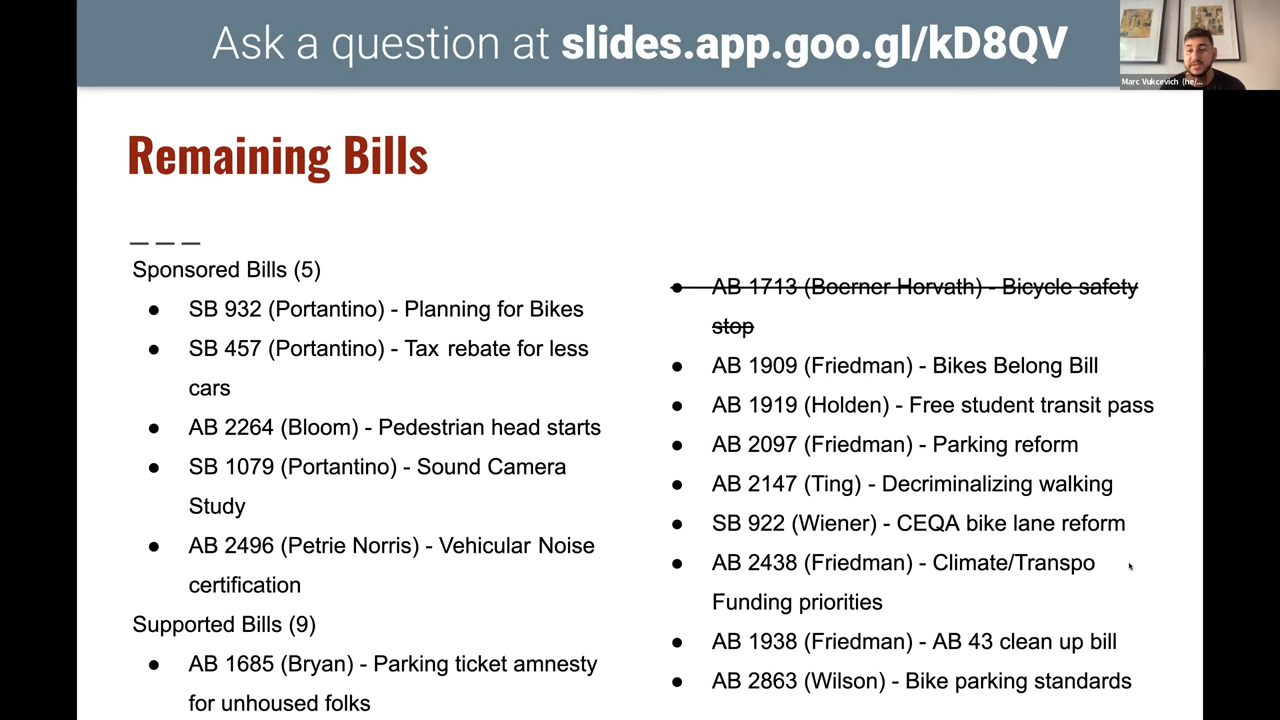 Ask a question at slides.app.goo.gl/kD8QV
Marc Vukcevich (he/...
Remaining Bills
Sponsored Bills (5)
● SB 932 (Portantino) - Planning for Bikes
● SB 457 (Portantino) - Tax rebate for less
cars
● AB 2264 (Bloom) - Pedestrian head starts
● SB 1079 (Portantino) - Sound Camera
Study
● AB 2496 (Petrie Norris) - Vehicular Noise
certification
Supported Bills (9)
● AB 1685 (Bryan) - Parking ticket amnesty
for unhoused folks
● AB 1713 (Boerner Horvath) - Bicycle safety
stop
● AB 1909 (Friedman) - Bikes Belong Bill
● AB 1919 (Holden) - Free student transit pass
● AB 2097 (Friedman) - Parking reform
● AB 2147 (Ting) - Decriminalizing walking
● SB 922 (Wiener) - CEQA bike lane reform
● AB 2438 (Friedman) - Climate/Transpo
Funding priorities
● AB 1938 (Friedman) - AB 43 clean up bill
● AB 2863 (Wilson) - Bike parking standards